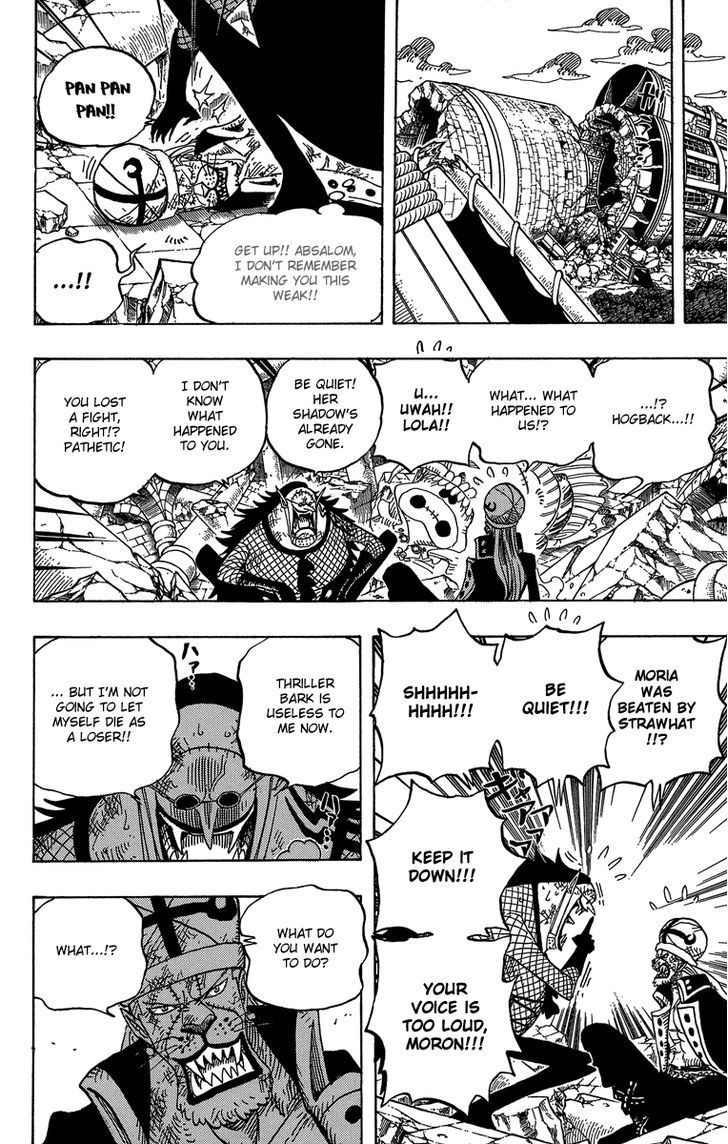 PAN PAN
PAN!!
GET UP!! ABSALOM,
I DON'T REMEMBER
MAKING YOU THIS
WEAK!!
...!!
...!?
HOGBACK...!!
WHAT... WHAT
HAPPENED TO
US!?
U...
UWAH!!
LOLA!!
BE QUIET!
HER
SHADOW'S
ALREADY
GONE.
I DON'T
KNOW
WHAT
HAPPENED
TO YOU.
YOU LOST
A FIGHT,
RIGHT!?
PATHETIC!
MORIA
WAS
BEATEN BY
STRAWHAT
!!?
BE
QUIET!!!
SHHHHH-
HHHH!!!
KEEP IT
DOWN!!!
YOUR
VOICE IS
TOO LOUD,
MORON!!!
THRILLER
BARK IS
USELESS TO
ME NOW.
... BUT I'M NOT
GOING TO LET
MYSELF DIE AS
A LOSER!!
ハァ…
ハァ…
WHAT DO
YOU WANT
TO DO?
WHAT...!?